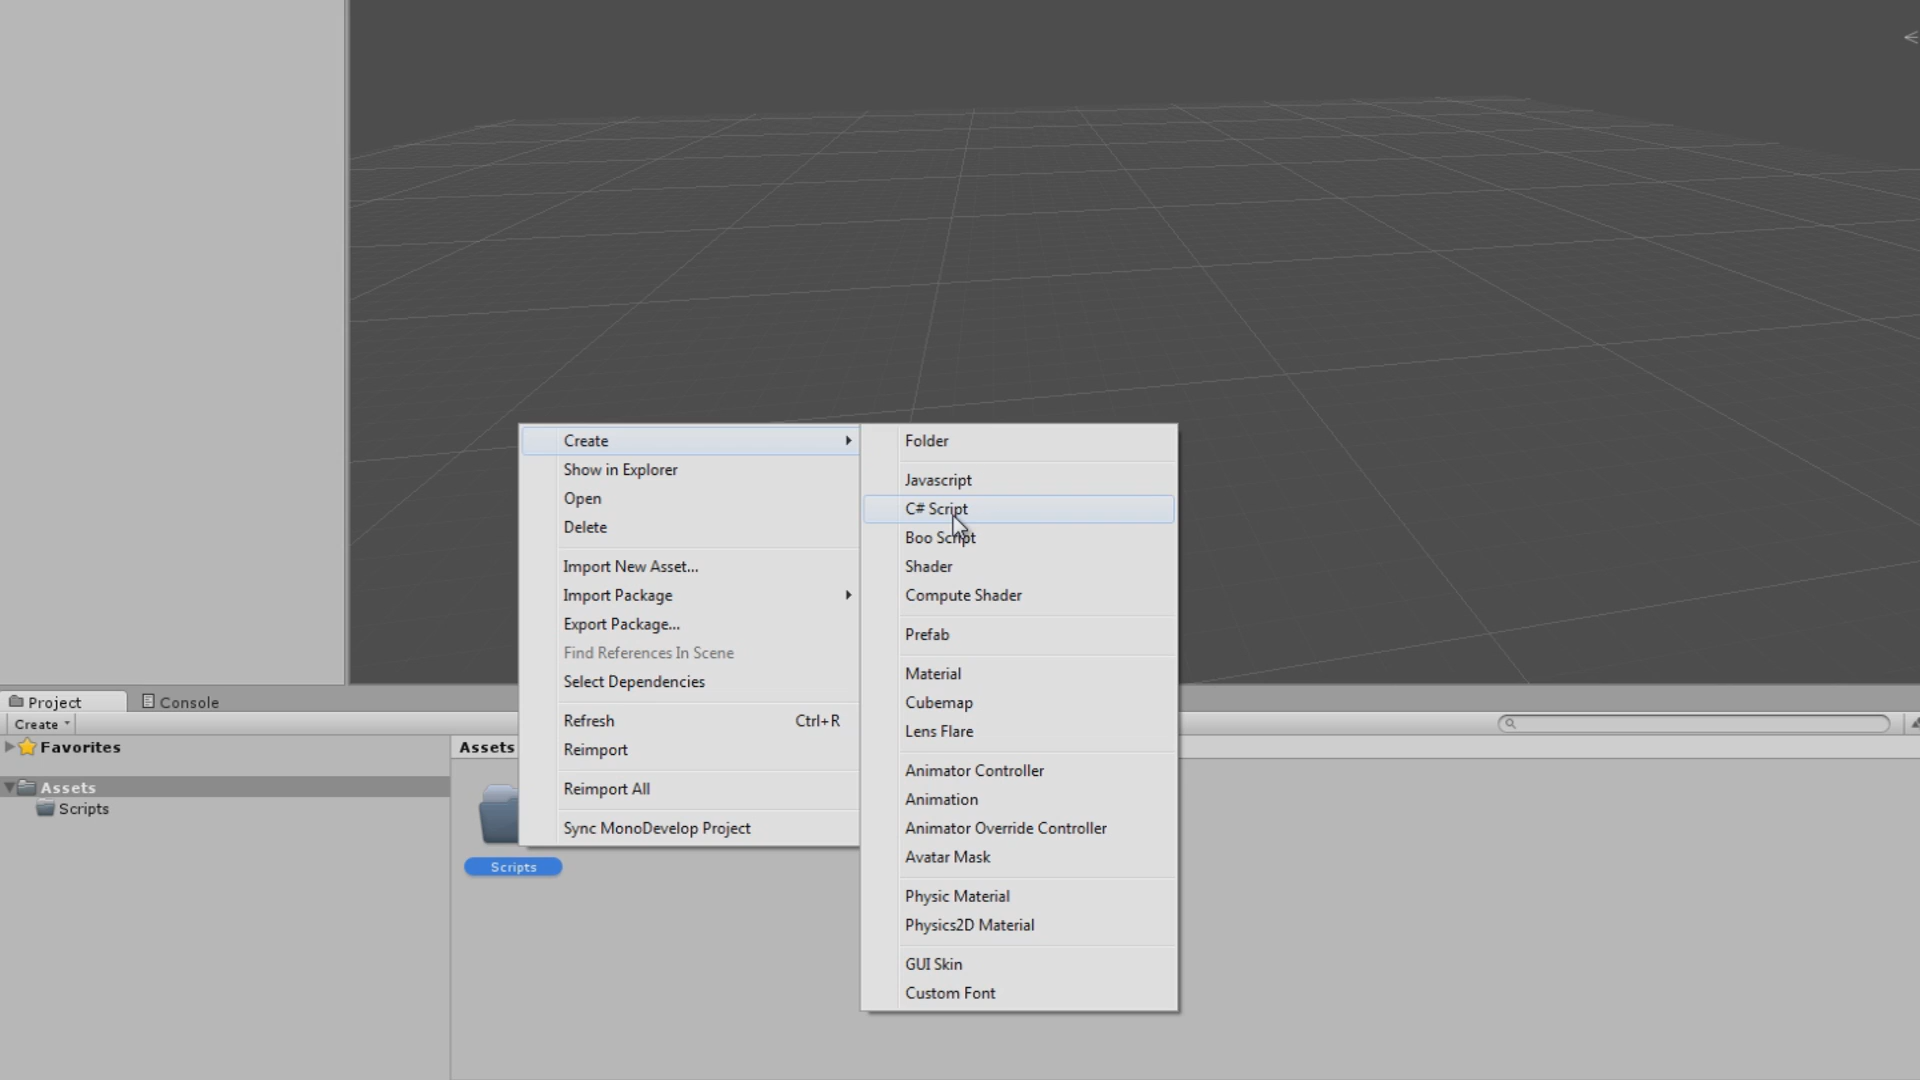 Create
Show in Explorer
Open
Delete
Import New Asset...
Import Package
Export Package...
Find References In Scene
Select Dependencies
Refresh Ctrl+R
Reimport
Reimport All
Sync MonoDevelop Project
Folder
Javascript
C# Script
Boo Script
Shader
Compute Shader
Prefab
Material
Cubemap
Lens Flare
Animator Controller
Animation
Animator Override Controller
Avatar Mask
Physic Material
Physics2D Material
GUI Skin
Custom Font
Project
Console
Create
Favorites
Assets
Scripts
Assets
Scripts